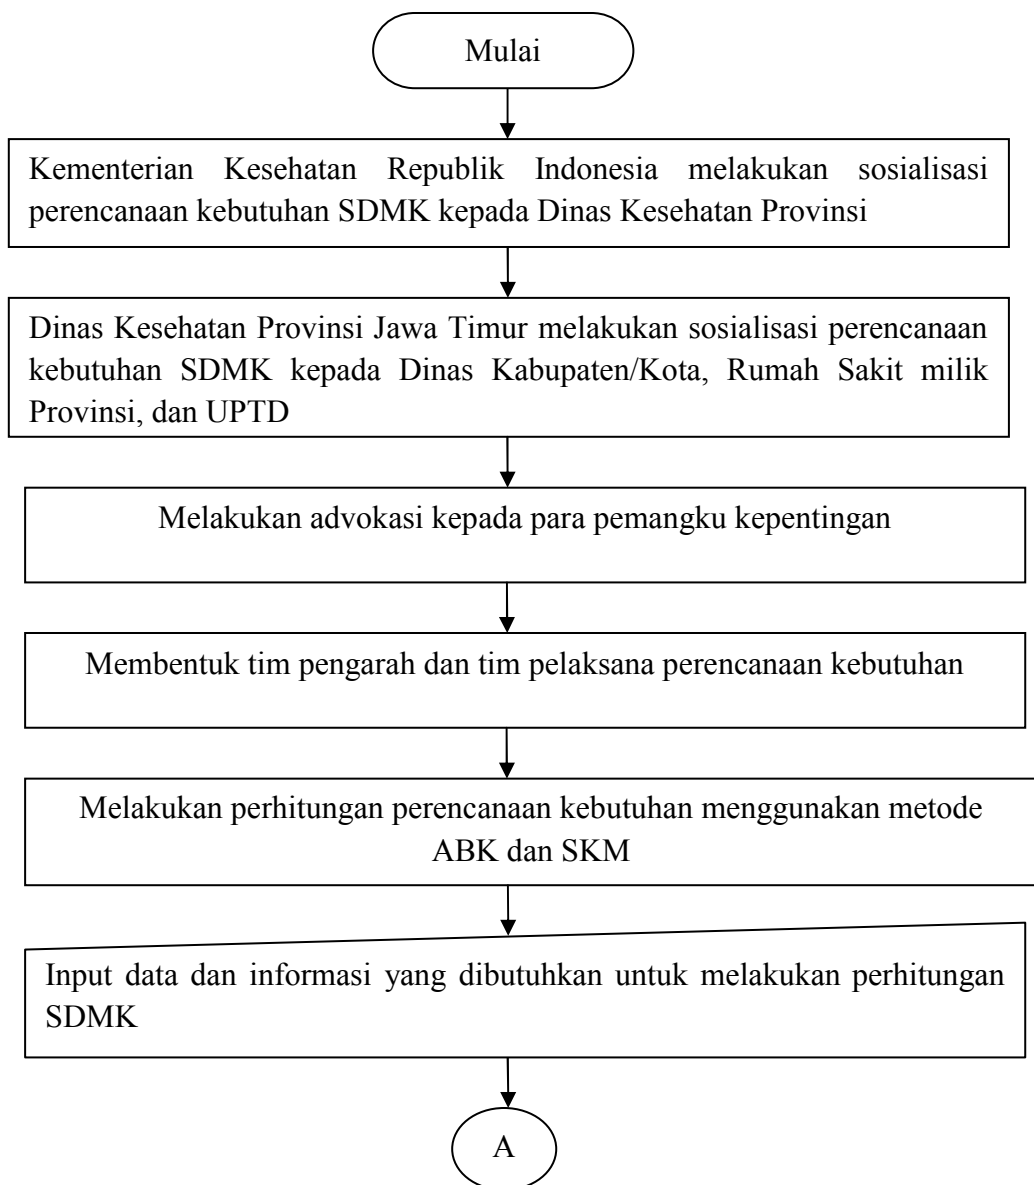 Mulai
Kementerian Kesehatan Republik Indonesia melakukan sosialisasi
perencanaan kebutuhan SDMK kepada Dinas Kesehatan Provinsi
Dinas Kesehatan Provinsi Jawa Timur melakukan sosialisasi perencanaan
kebutuhan SDMK kepada Dinas Kabupaten/Kota, Rumah Sakit milik
Provinsi, dan UPTD
Melakukan advokasi kepada para pemangku kepentingan
Membentuk tim pengarah dan tim pelaksana perencanaan kebutuhan
Melakukan perhitungan perencanaan kebutuhan menggunakan metode
ABK dan SKM
Input data dan informasi yang dibutuhkan untuk melakukan perhitungan
SDMK
A